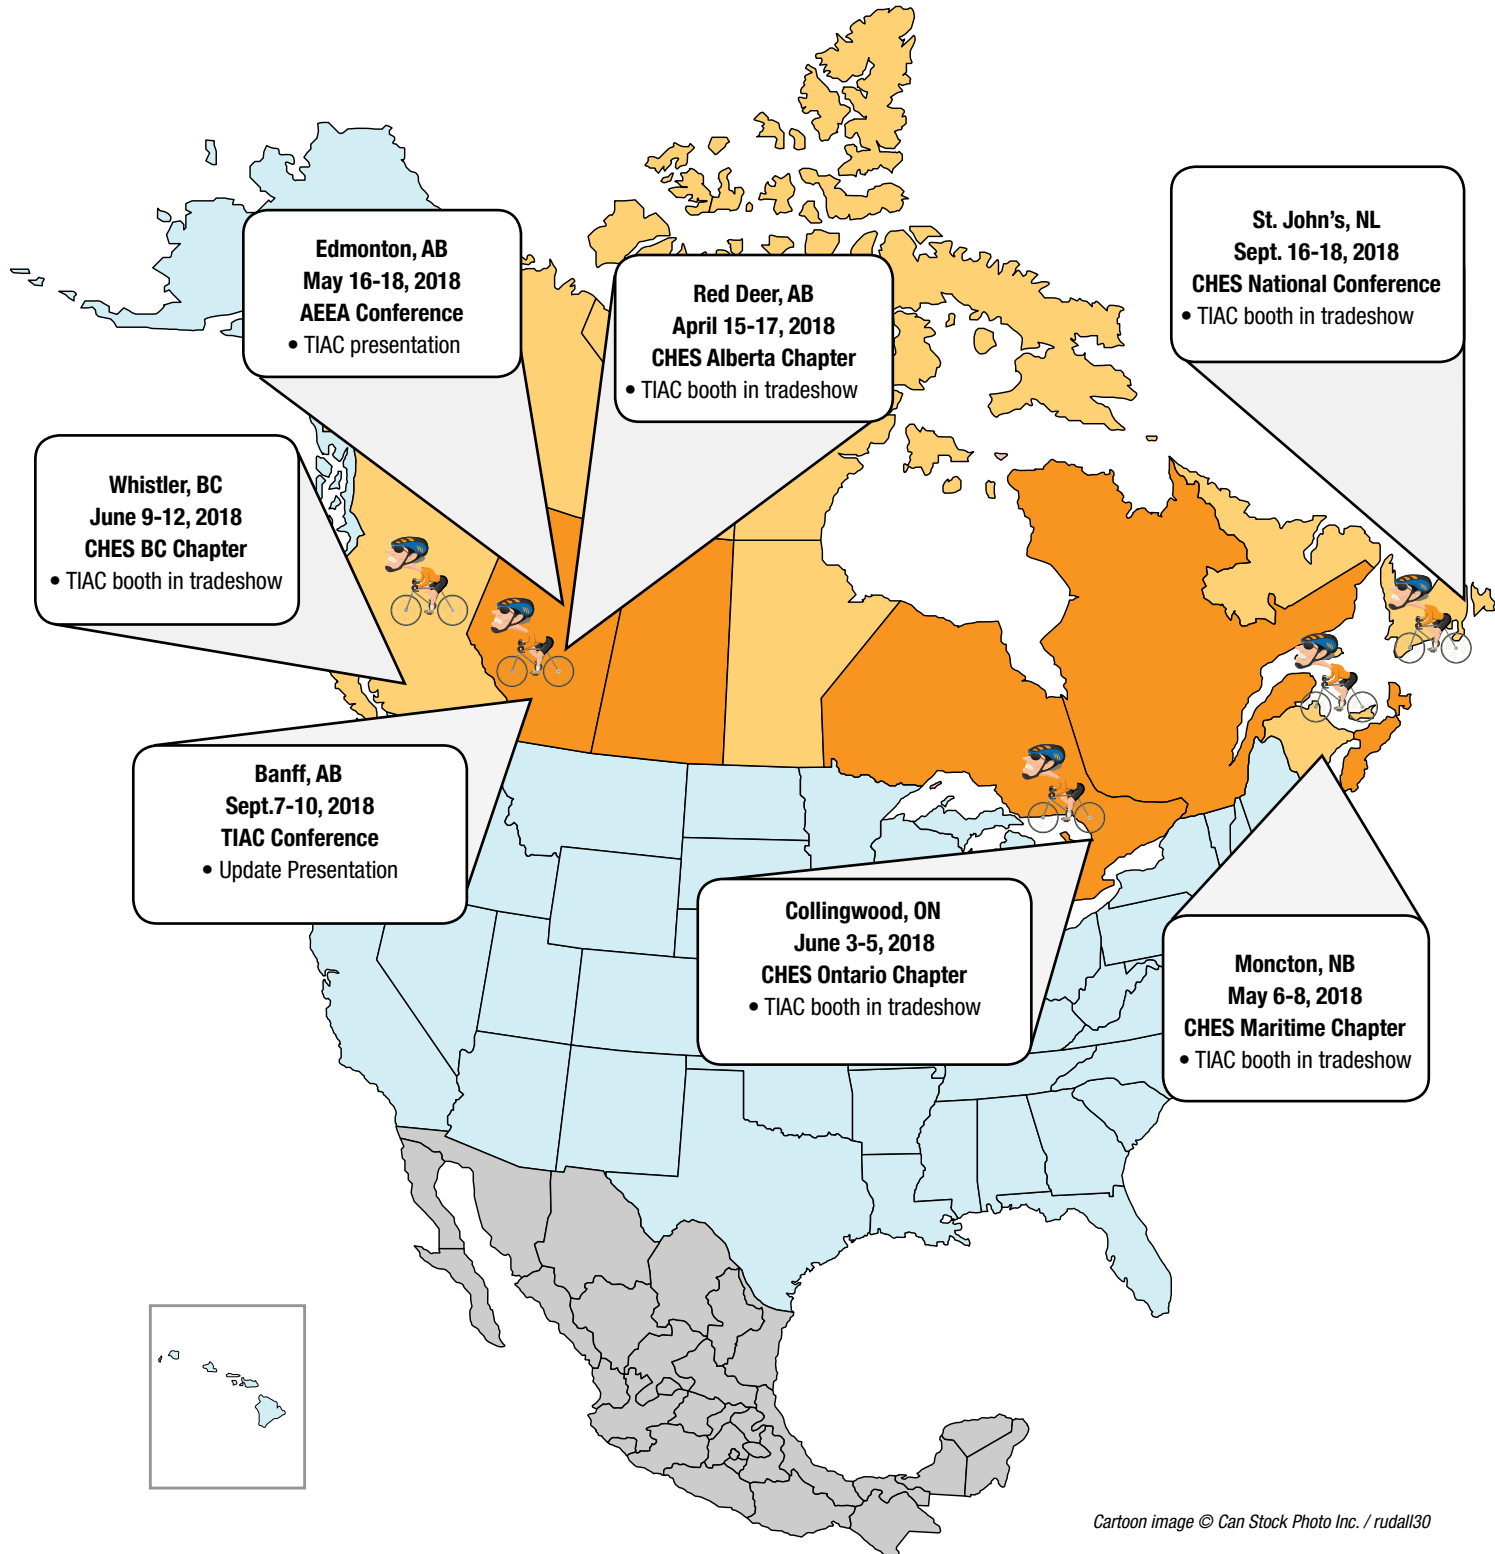 Edmonton, AB
May 16-18, 2018
AEEA Conference
• TIAC presentation
Red Deer, AB
April 15-17, 2018
CHES Alberta Chapter
• TIAC booth in tradeshow
St. John’s, NL
Sept. 16-18, 2018
CHES National Conference
• TIAC booth in tradeshow
Whistler, BC
June 9-12, 2018
CHES BC Chapter
• TIAC booth in tradeshow
Banff, AB
Sept.7-10, 2018
TIAC Conference
• Update Presentation
Collingwood, ON
June 3-5, 2018
CHES Ontario Chapter
• TIAC booth in tradeshow
Moncton, NB
May 6-8, 2018
CHES Maritime Chapter
• TIAC booth in tradeshow
Cartoon image © Can Stock Photo Inc. / rudall30